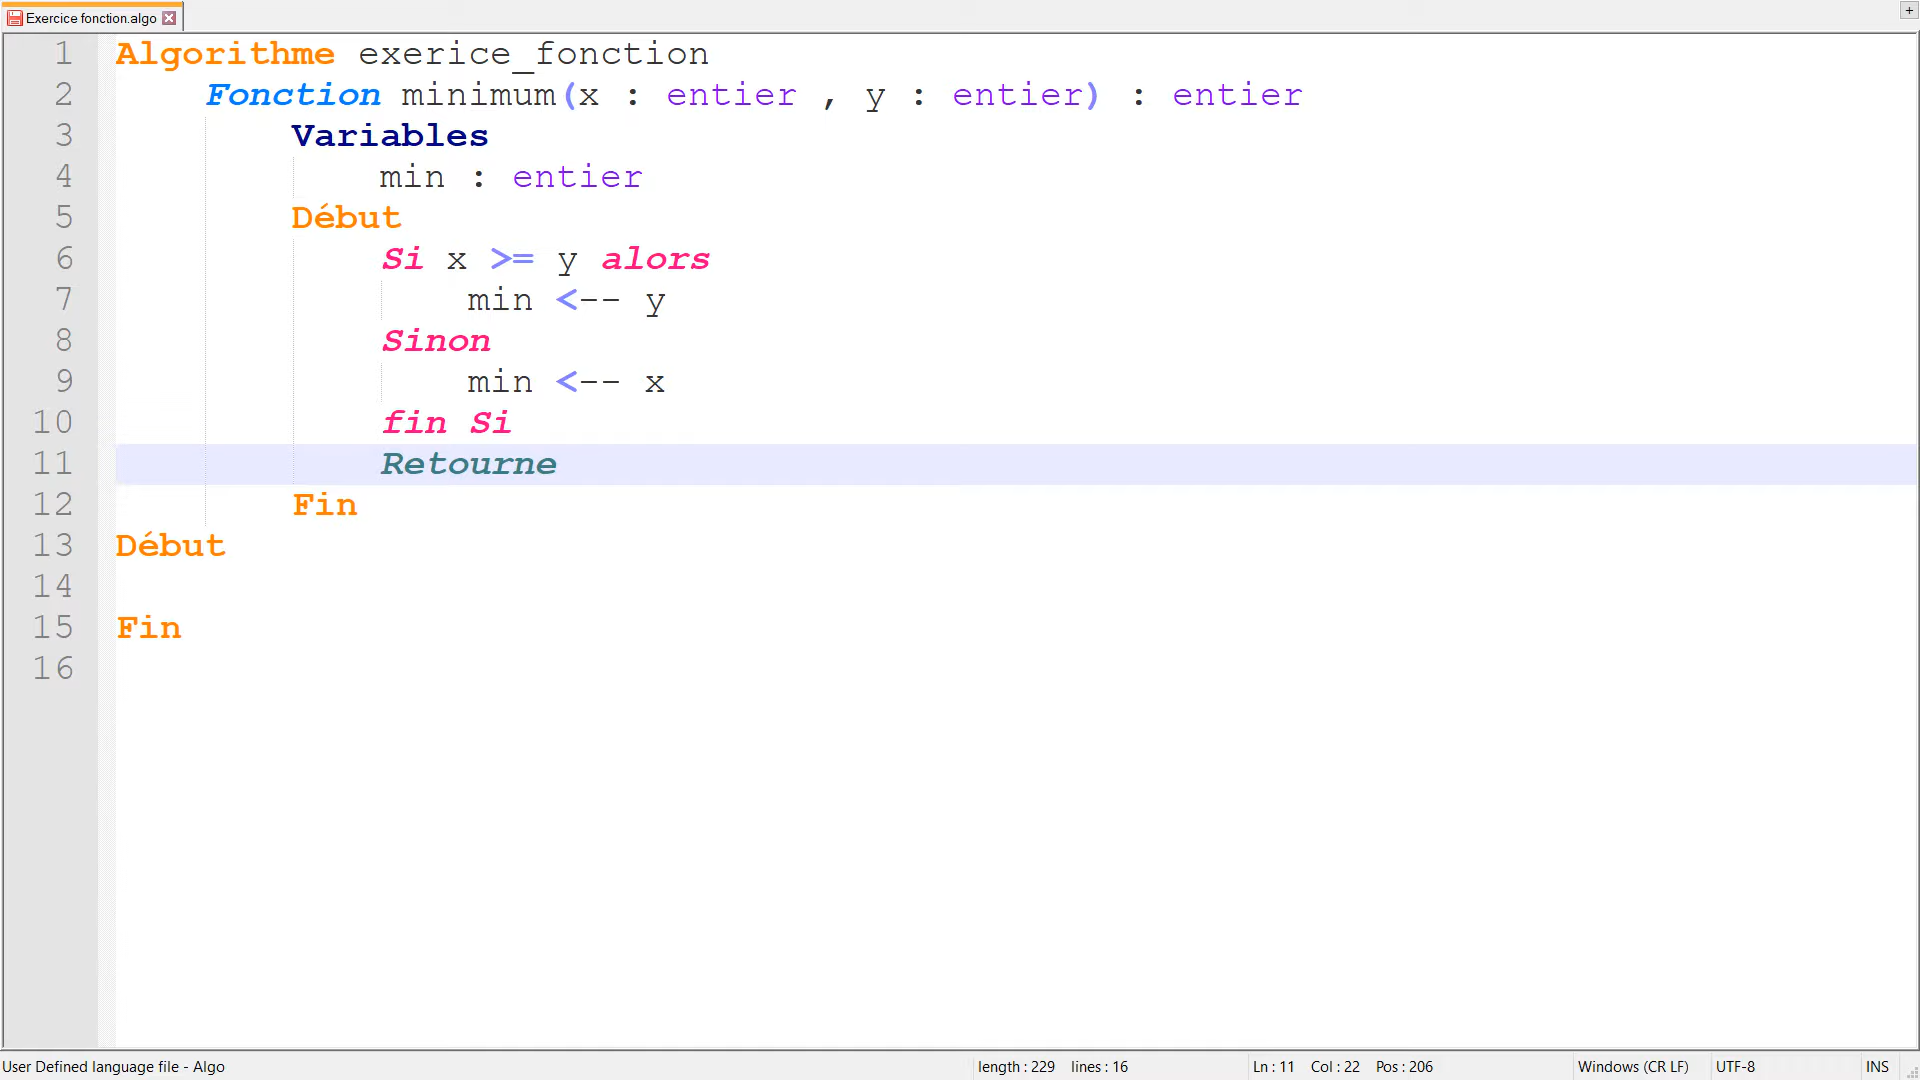 Exercice fonction.algo
1 Algorithme exerice_fonction
2 Fonction minimum(x : entier , y : entier) : entier
3 Variables
4 min : entier
5 Début
6 Si x >= y alors
7 min <-- y
8 Sinon
9 min <-- x
10 fin Si
11 Retourne
12 Fin
13 Début
14
15 Fin
16
User Defined language file - Algo length : 229 lines : 16 Ln : 11 Col : 22 Pos : 206 Windows (CR LF) UTF-8 INS